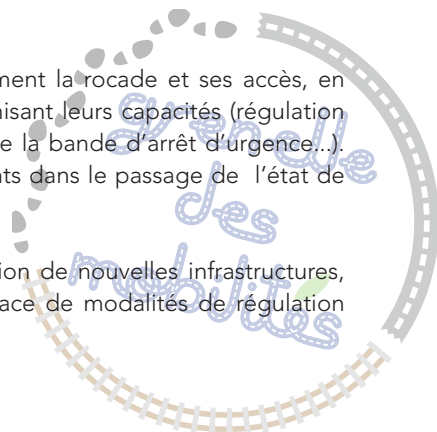 ment la rocade et ses accès, en
isant leurs capacités (régulation
e la bande d'arrêt d'urgence...).
ts dans le passage de l'état de
ion de nouvelles infrastructures,
ace de modalités de régulation
grenelle
des
mobilités